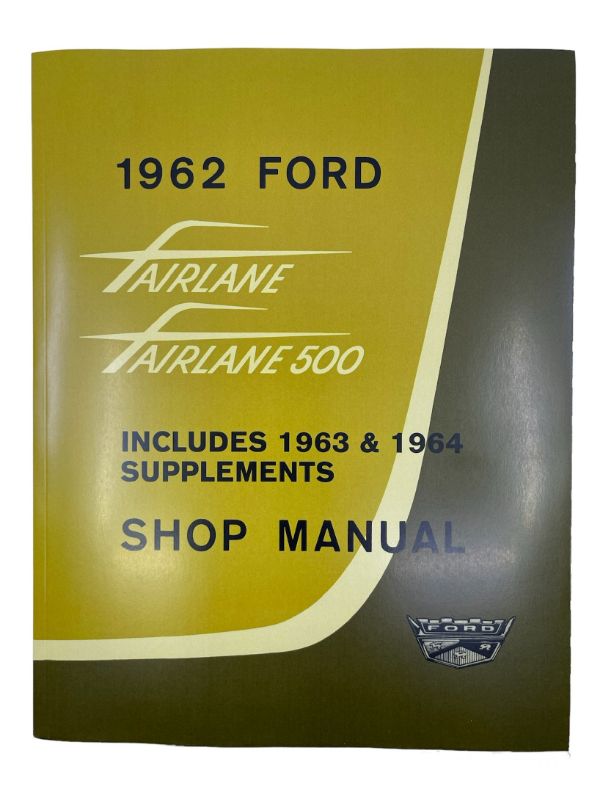 1962 FORD
FAIRLANE
FAIRLANE 500
INCLUDES 1963 & 1964
SUPPLEMENTS
SHOP MANUAL
FORD